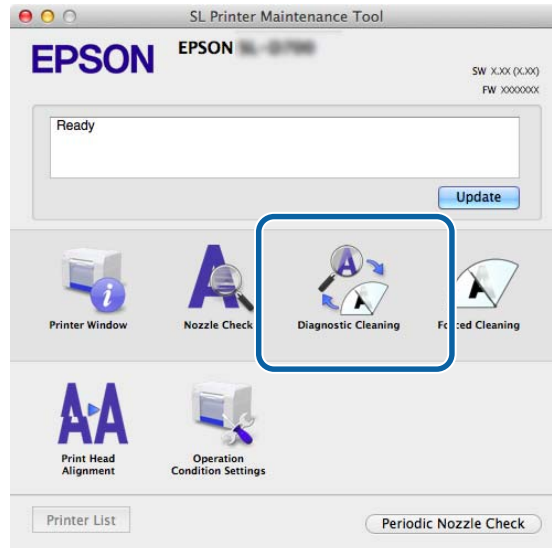 SL Printer Maintenance Tool
EPSON
EPSON
SW X.XX (X.XX)
FW XXXXXXX
Ready
Update
Printer Window
Nozzle Check
Diagnostic Cleaning
Forced Cleaning
Print Head
Alignment
Operation
Condition Settings
Printer List
Periodic Nozzle Check